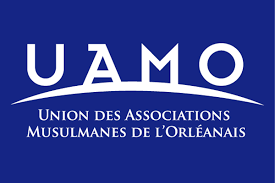 UAMO
UNION DES ASSOCIATIONS
MUSULMANES DE L'ORLÉANAIS